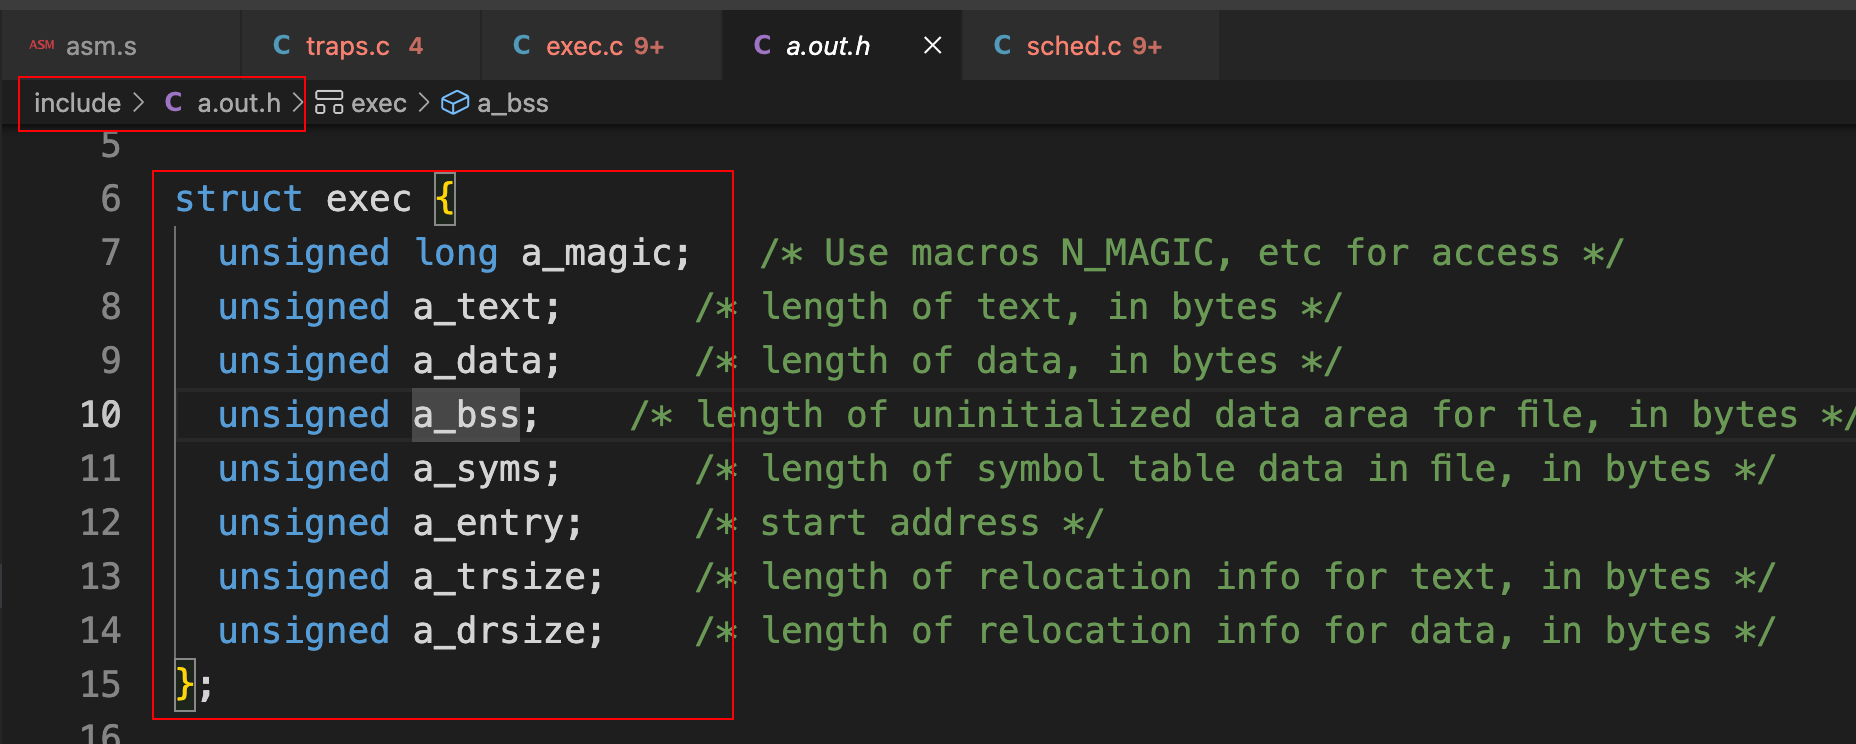 ASM asm.s C traps.c 4 C exec.c 9+ C a.out.h × C sched.c 9+
include > C a.out.h > exec > a_bss
5
6 struct exec {
7 unsigned long a_magic; /* Use macros N_MAGIC, etc for access */
8 unsigned a_text; /* length of text, in bytes */
9 unsigned a_data; /* length of data, in bytes */
10 unsigned a_bss; /* length of uninitialized data area for file, in bytes */
11 unsigned a_syms; /* length of symbol table data in file, in bytes */
12 unsigned a_entry; /* start address */
13 unsigned a_trsize; /* length of relocation info for text, in bytes */
14 unsigned a_drsize; /* length of relocation info for data, in bytes */
15 };
16